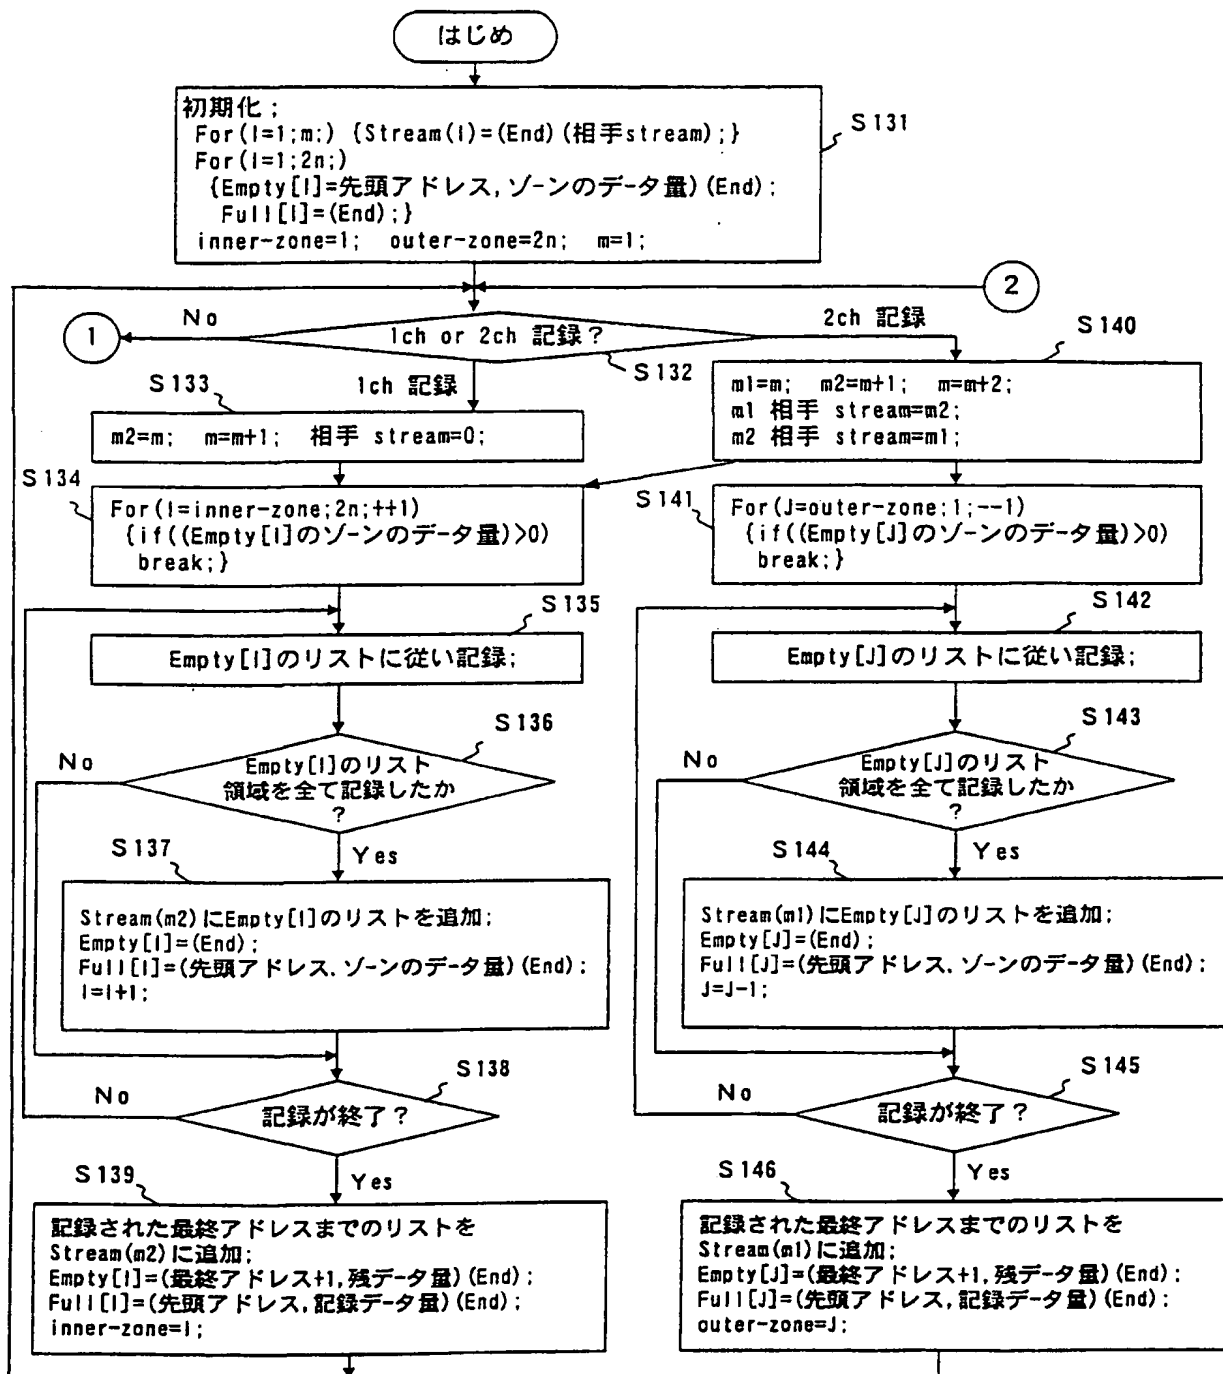 はじめ
初期化;
For(I=1;m;) {Stream(I)=(End)(相手stream);}
For(I=1;2n;)
{Empty[I]=先頭アドレス,ゾーンのデータ量)(End);
Full[I]=(End);}
inner-zone=1; outer-zone=2n; m=1;
S131
2
1
No
1ch or 2ch 記録?
2ch 記録
S132
1ch 記録
S133
m2=m; m=m+1; 相手 stream=0;
S140
m1=m; m2=m+1; m=m+2;
m1 相手 stream=m2;
m2 相手 stream=m1;
S134
For(I=inner-zone;2n;++1)
{if((Empty[I]のゾーンのデータ量)>0)
break;}
S141
For(J=outer-zone;1;--1)
{if((Empty[J]のゾーンのデータ量)>0)
break;}
S135
Empty[I]のリストに従い記録;
S142
Empty[J]のリストに従い記録;
S136
No
Empty[I]のリスト
領域を全て記録したか
?
Yes
S143
No
Empty[J]のリスト
領域を全て記録したか
?
Yes
S137
Stream(m2)にEmpty[I]のリストを追加;
Empty[I]=(End);
Full[I]=(先頭アドレス,ゾーンのデータ量)(End);
I=I+1;
S144
Stream(m1)にEmpty[J]のリストを追加;
Empty[J]=(End);
Full[J]=(先頭アドレス,ゾーンのデータ量)(End);
J=J-1;
S138
No
記録が終了?
Yes
S145
No
記録が終了?
Yes
S139
記録された最終アドレスまでのリストを
Stream(m2)に追加;
Empty[I]=(最終アドレス+1,残データ量)(End);
Full[I]=(先頭アドレス,記録データ量)(End);
inner-zone=I;
S146
記録された最終アドレスまでのリストを
Stream(m1)に追加;
Empty[J]=(最終アドレス+1,残データ量)(End);
Full[J]=(先頭アドレス,記録データ量)(End);
outer-zone=J;